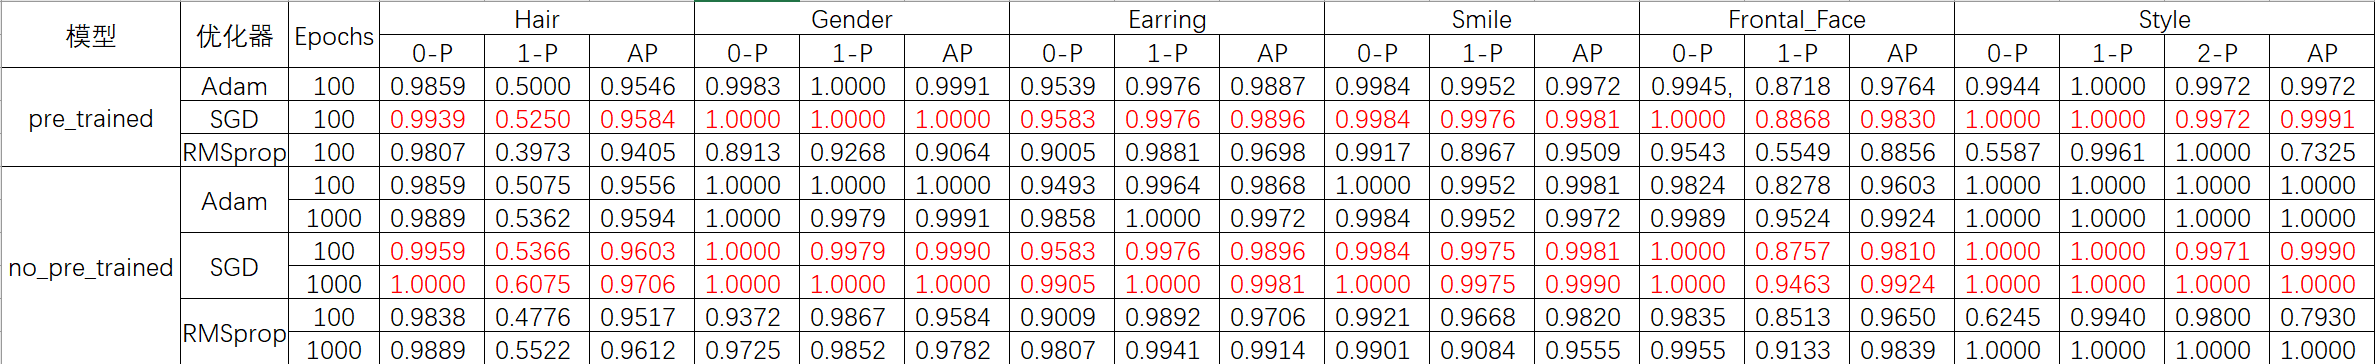 模型 优化器 Epochs Hair Gender Earring Smile Frontal_Face Style
0-P 1-P AP 0-P 1-P AP 0-P 1-P AP 0-P 1-P AP 0-P 1-P AP 0-P 1-P 2-P AP
pre_trained Adam 100 0.9859 0.5000 0.9546 0.9983 1.0000 0.9991 0.9539 0.9976 0.9887 0.9984 0.9952 0.9972 0.9945, 0.8718 0.9764 0.9944 1.0000 0.9972 0.9972
SGD 100 0.9939 0.5250 0.9584 1.0000 1.0000 1.0000 0.9583 0.9976 0.9896 0.9984 0.9976 0.9981 1.0000 0.8868 0.9830 1.0000 1.0000 0.9972 0.9991
RMSprop 100 0.9807 0.3973 0.9405 0.8913 0.9268 0.9064 0.9005 0.9881 0.9698 0.9917 0.8967 0.9509 0.9543 0.5549 0.8856 0.5587 0.9961 1.0000 0.7325
no_pre_trained Adam 100 0.9859 0.5075 0.9556 1.0000 1.0000 1.0000 0.9493 0.9964 0.9868 1.0000 0.9952 0.9981 0.9824 0.8278 0.9603 1.0000 1.0000 1.0000 1.0000
1000 0.9889 0.5362 0.9594 1.0000 0.9979 0.9991 0.9858 1.0000 0.9972 0.9984 0.9952 0.9972 0.9989 0.9524 0.9924 1.0000 1.0000 1.0000 1.0000
SGD 100 0.9959 0.5366 0.9603 1.0000 0.9979 0.9990 0.9583 0.9976 0.9896 0.9984 0.9975 0.9981 1.0000 0.8757 0.9810 1.0000 1.0000 0.9971 0.9990
1000 1.0000 0.6075 0.9706 1.0000 1.0000 1.0000 0.9905 1.0000 0.9981 1.0000 0.9975 0.9990 1.0000 0.9463 0.9924 1.0000 1.0000 1.0000 1.0000
RMSprop 100 0.9838 0.4776 0.9517 0.9372 0.9867 0.9584 0.9009 0.9892 0.9706 0.9921 0.9668 0.9820 0.9835 0.8513 0.9650 0.6245 0.9940 0.9800 0.7930
1000 0.9889 0.5522 0.9612 0.9725 0.9852 0.9782 0.9807 0.9941 0.9914 0.9901 0.9084 0.9555 0.9955 0.9133 0.9839 1.0000 1.0000 1.0000 1.0000